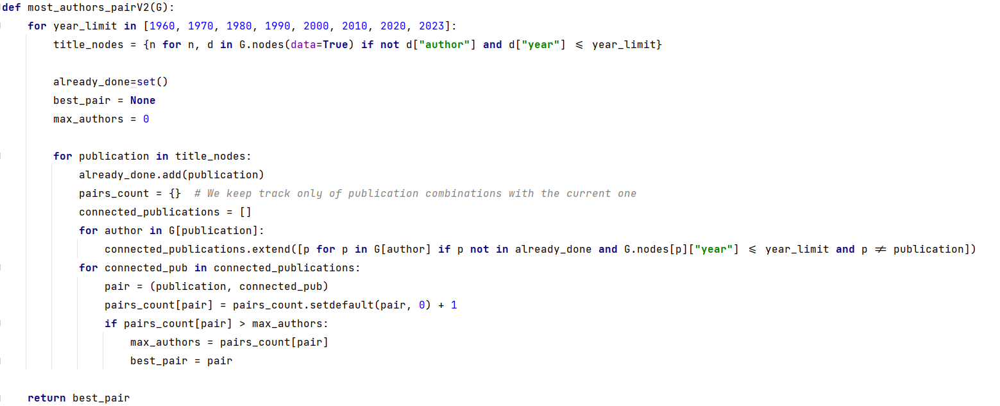 def most_authors_pairV2(G):
    for year_limit in [1960, 1970, 1980, 1990, 2000, 2010, 2020, 2023]:
        title_nodes = {n for n, d in G.nodes(data=True) if not d["author"] and d["year"] ≤ year_limit}
        already_done=set()
        best_pair = None
        max_authors = 0
        for publication in title_nodes:
            already_done.add(publication)
            pairs_count = {}  # We keep track only of publication combinations with the current one
            connected_publications = []
            for author in G[publication]:
                connected_publications.extend([p for p in G[author] if p not in already_done and G.nodes[p]["year"] ≤ year_limit and p ≠ publication])
            for connected_pub in connected_publications:
                pair = (publication, connected_pub)
                pairs_count[pair] = pairs_count.setdefault(pair, 0) + 1
                if pairs_count[pair] > max_authors:
                    max_authors = pairs_count[pair]
                    best_pair = pair
    return best_pair